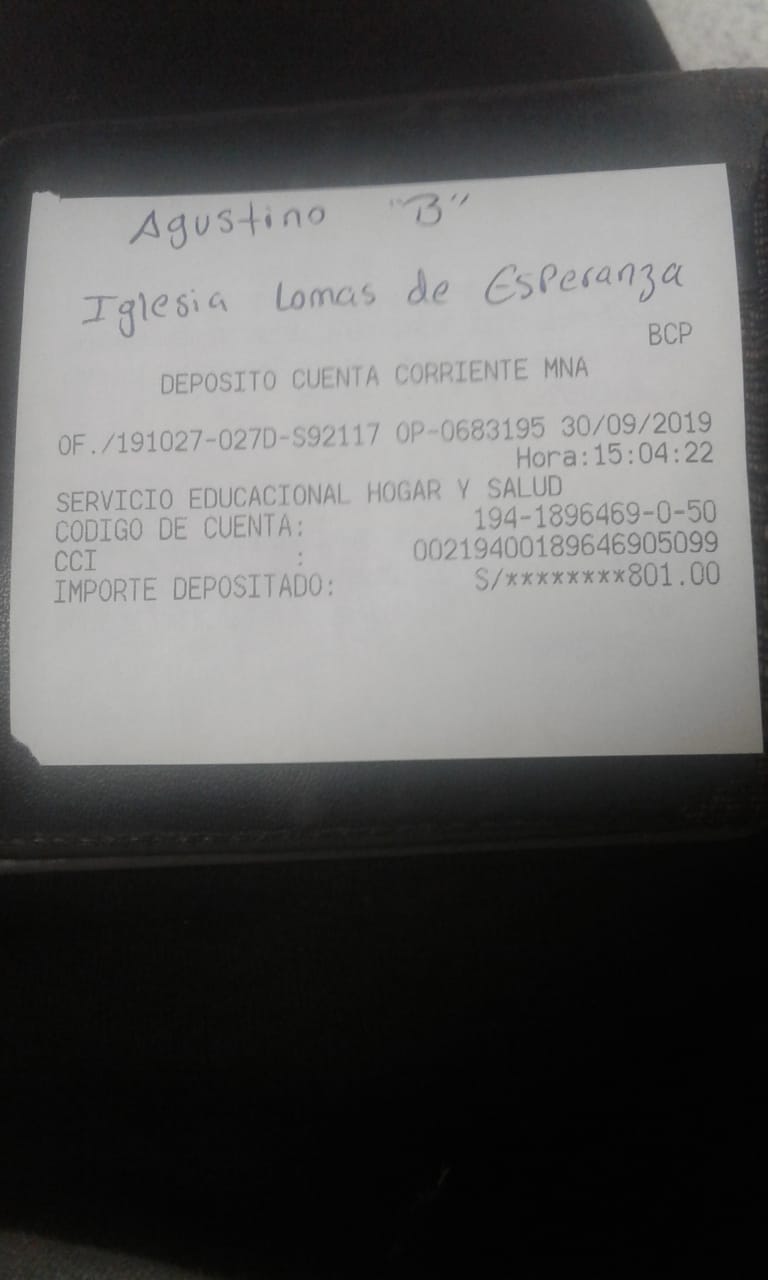 Agustino "B"
Iglesia Lomas de Esperanza
BCP
DEPOSITO CUENTA CORRIENTE MNA
OF./191027-027D-S92117 OP-0683195 30/09/2019
Hora:15:04:22
SERVICIO EDUCACIONAL HOGAR Y SALUD
CODIGO DE CUENTA: 194-1896469-0-50
CCI : 00219400189646905099
IMPORTE DEPOSITADO: S/********801.00